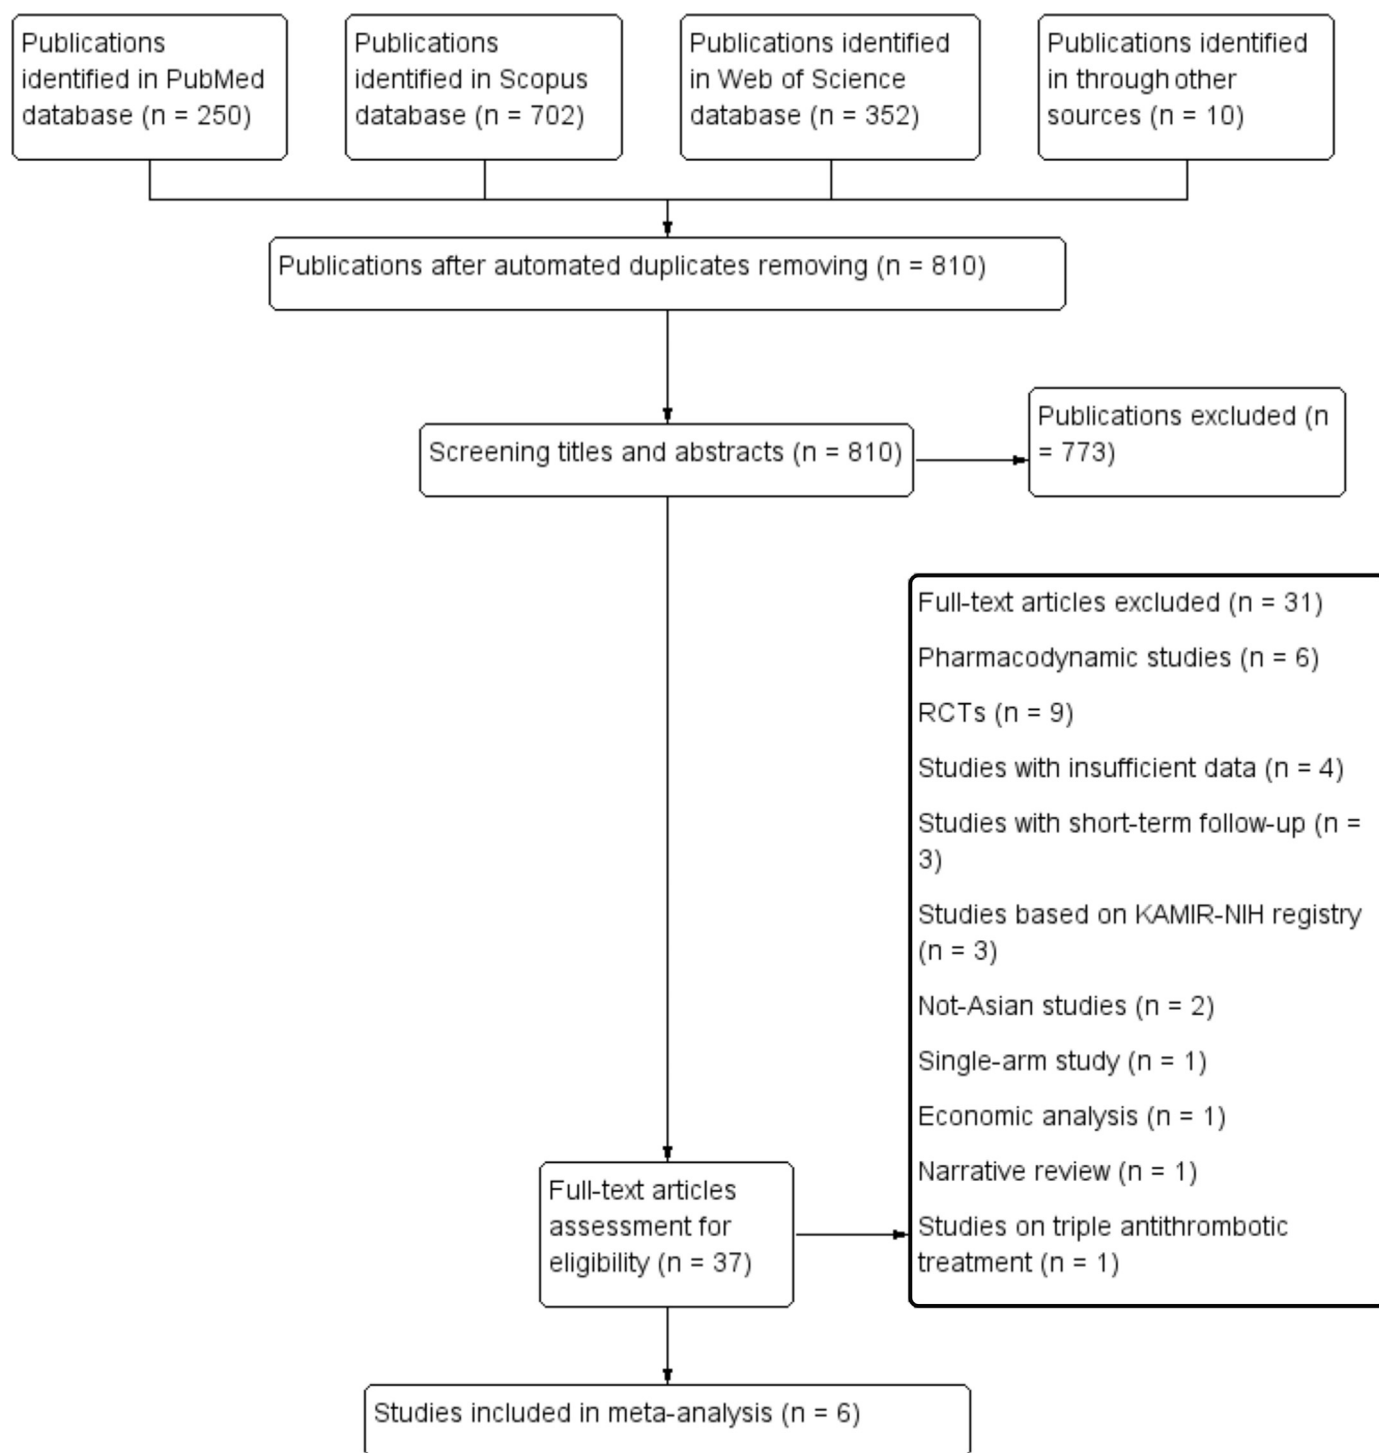 Publications
identified in PubMed
database (n = 250)
Publications
identified in Scopus
database (n = 702)
Publications identified
in Web of Science
database (n = 352)
Publications identified
in through other
sources (n = 10)
Publications after automated duplicates removing (n = 810)
Screening titles and abstracts (n = 810)
Publications excluded (n
= 773)
Full-text articles excluded (n = 31)
Pharmacodynamic studies (n = 6)
RCTs (n = 9)
Studies with insufficient data (n = 4)
Studies with short-term follow-up (n =
3)
Studies based on KAMIR-NIH registry
(n = 3)
Not-Asian studies (n = 2)
Single-arm study (n = 1)
Economic analysis (n = 1)
Narrative review (n = 1)
Studies on triple antithrombotic
treatment (n = 1)
Full-text articles
assessment for
eligibility (n = 37)
Studies included in meta-analysis (n = 6)